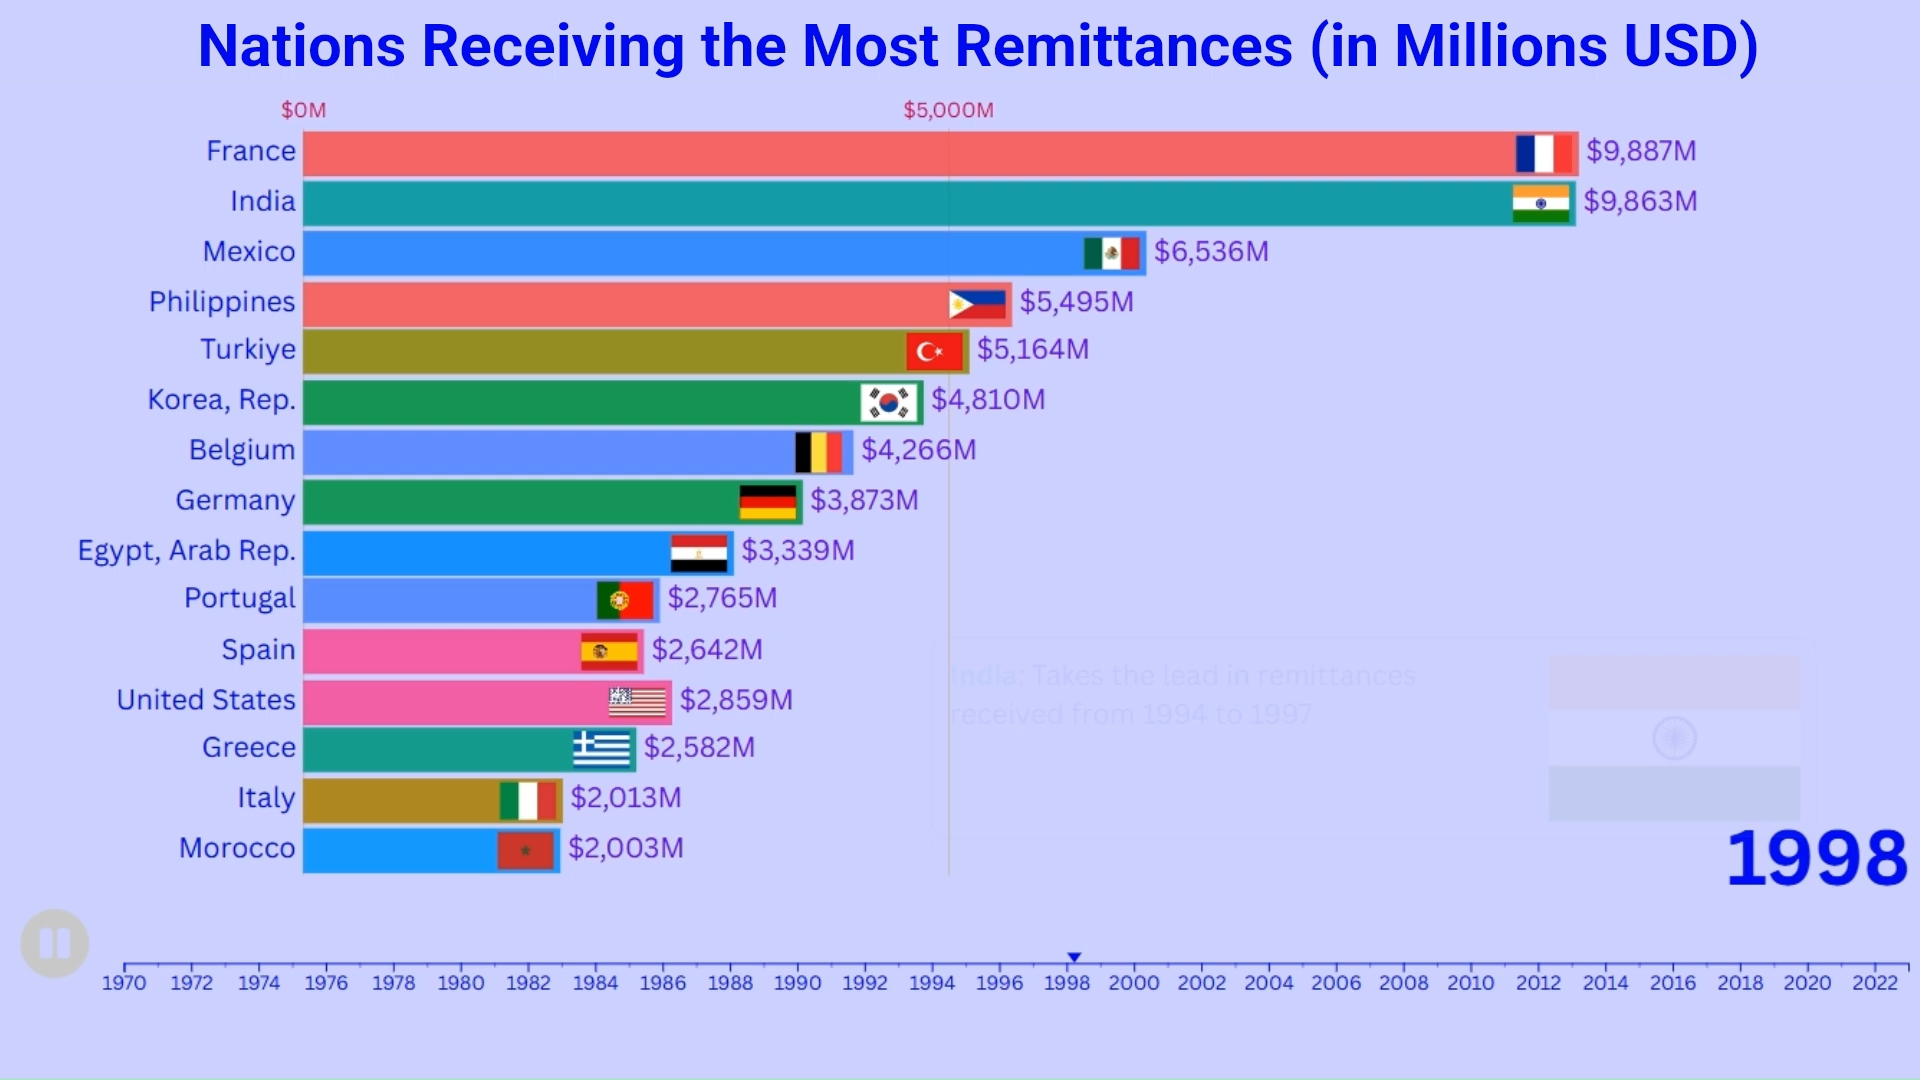 Nations Receiving the Most Remittances (in Millions USD)
$0M $5,000M
France $9,887M
India $9,863M
Mexico $6,536M
Philippines $5,495M
Turkiye $5,164M
Korea, Rep. $4,810M
Belgium $4,266M
Germany $3,873M
Egypt, Arab Rep. $3,339M
Portugal $2,765M
Spain $2,642M
India: Takes the lead in remittances
received from 1994 to 1997
United States $2,859M
Greece $2,582M
Italy $2,013M
Morocco $2,003M
1998
1970 1972 1974 1976 1978 1980 1982 1984 1986 1988 1990 1992 1994 1996 1998 2000 2002 2004 2006 2008 2010 2012 2014 2016 2018 2020 2022